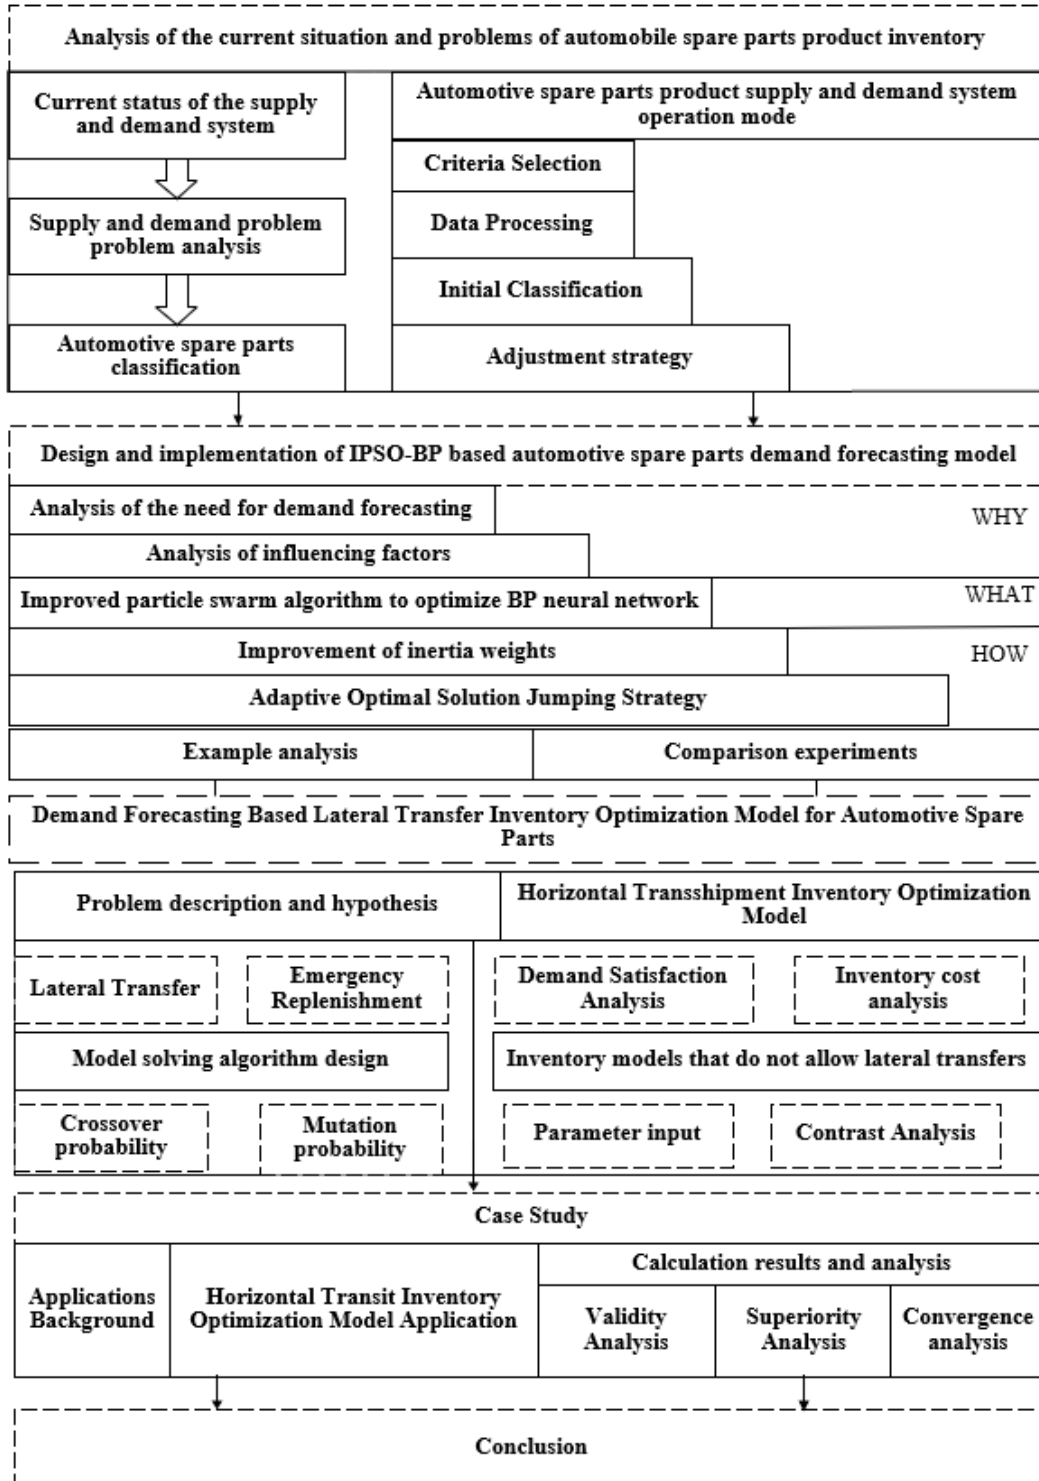 Analysis of the current situation and problems of automobile spare parts product inventory
Current status of the supply
and demand system
Supply and demand problem
problem analysis
Automotive spare parts
classification
Automotive spare parts product supply and demand system
operation mode
Criteria Selection
Data Processing
Initial Classification
Adjustment strategy
Design and implementation of IPSO-BP based automotive spare parts demand forecasting model
Analysis of the need for demand forecasting
WHY
Analysis of influencing factors
Improved particle swarm algorithm to optimize BP neural network
WHAT
Improvement of inertia weights
HOW
Adaptive Optimal Solution Jumping Strategy
Example analysis
Comparison experiments
Demand Forecasting Based Lateral Transfer Inventory Optimization Model for Automotive Spare
Parts
Problem description and hypothesis
Horizontal Transshipment Inventory Optimization
Model
Lateral Transfer
Emergency
Replenishment
Demand Satisfaction
Analysis
Inventory cost
analysis
Model solving algorithm design
Inventory models that do not allow lateral transfers
Crossover
probability
Mutation
probability
Parameter input
Contrast Analysis
Case Study
Applications
Background
Horizontal Transit Inventory
Optimization Model Application
Calculation results and analysis
Validity
Analysis
Superiority
Analysis
Convergence
analysis
Conclusion